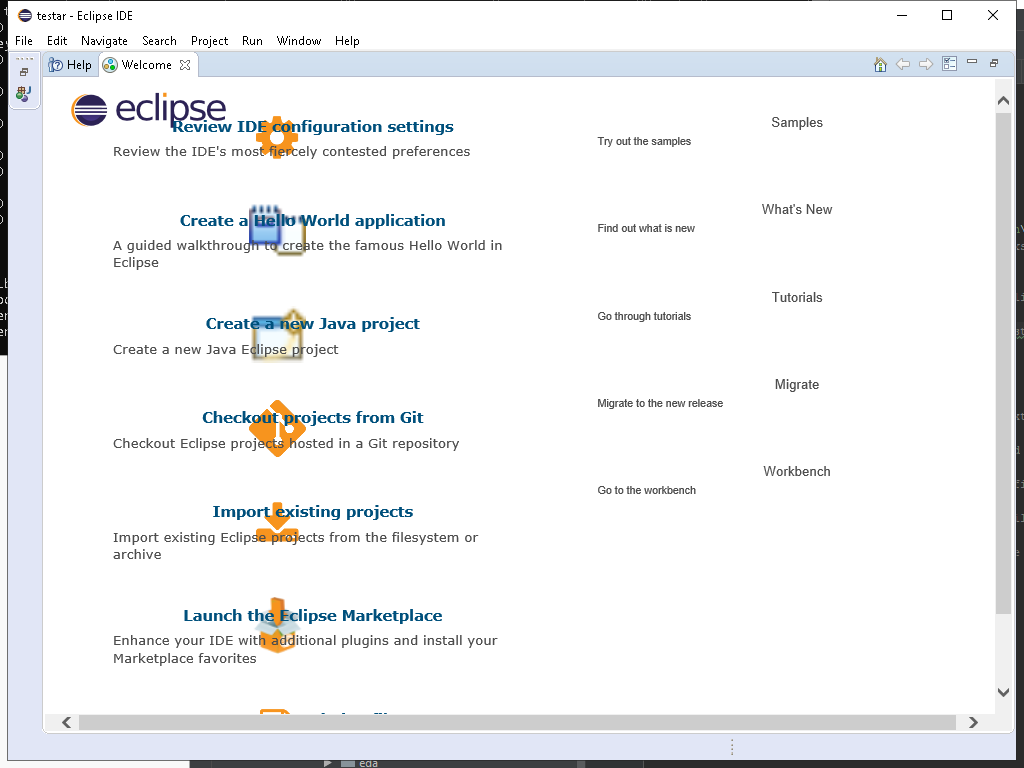 testar - Eclipse IDE
File Edit Navigate Search Project Run Window Help
Help Welcome
eclipse
Review IDE configuration settings
Review the IDE's most fiercely contested preferences
Create a Hello World application
A guided walkthrough to create the famous Hello World in
Eclipse
Create a new Java project
Create a new Java Eclipse project
Checkout projects from Git
Checkout Eclipse projects hosted in a Git repository
Import existing projects
Import existing Eclipse projects from the filesystem or
archive
Launch the Eclipse Marketplace
Enhance your IDE with additional plugins and install your
Marketplace favorites
Samples
Try out the samples
What's New
Find out what is new
Tutorials
Go through tutorials
Migrate
Migrate to the new release
Workbench
Go to the workbench
eda